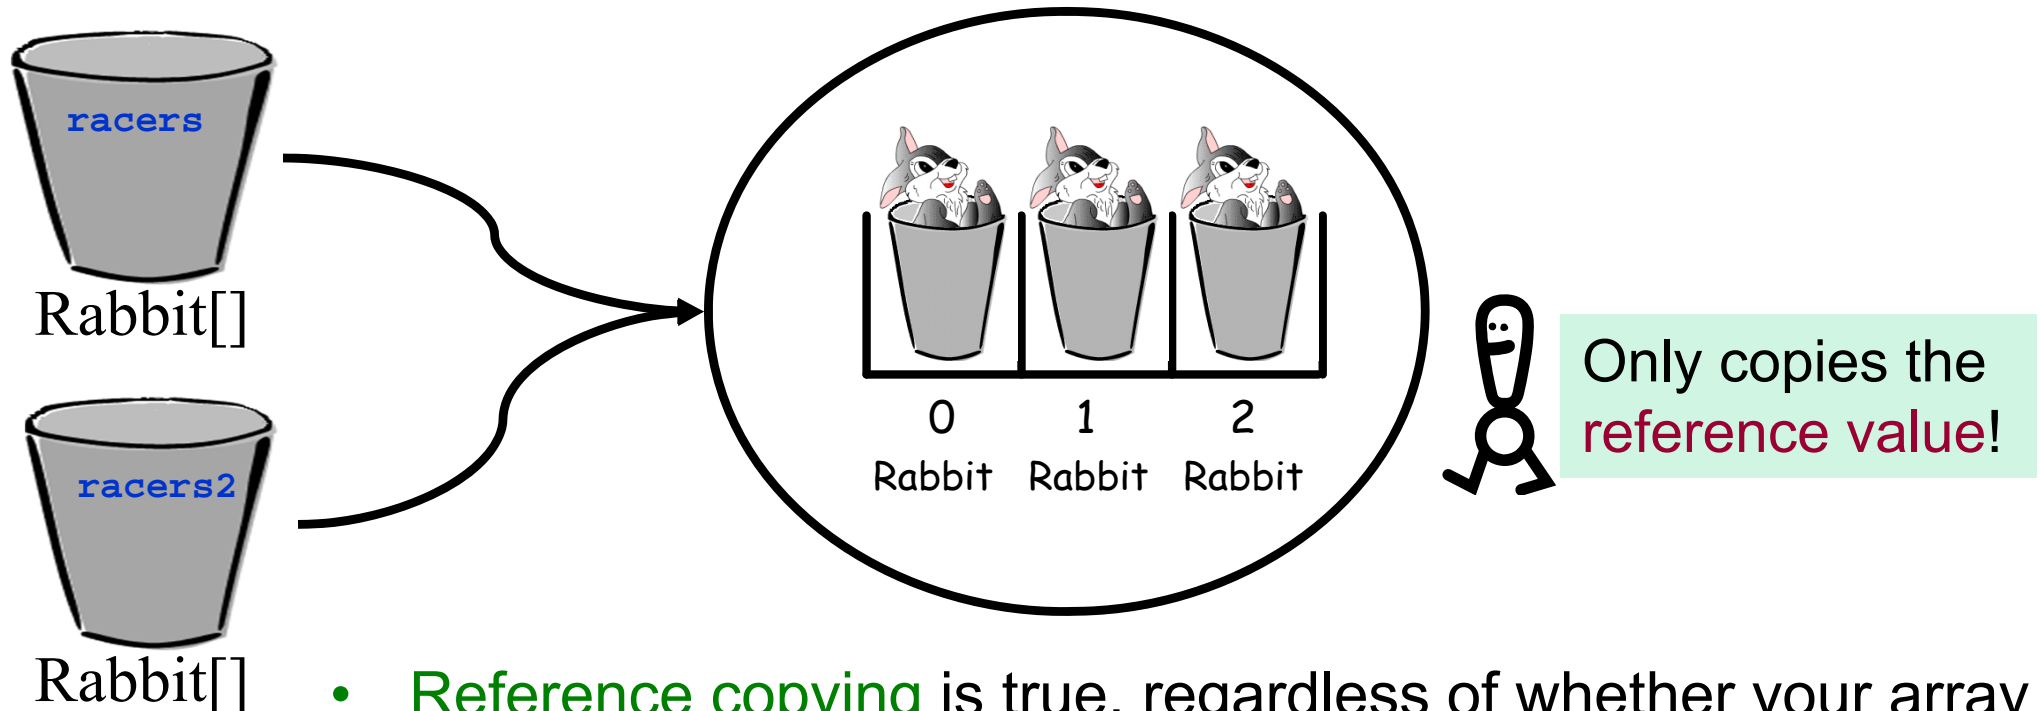 racers
Rabbit[]
racers2
Rabbit[]
0 1 2
Rabbit Rabbit Rabbit
Only copies the
reference value!
• Reference copying is true, regardless of whether your array